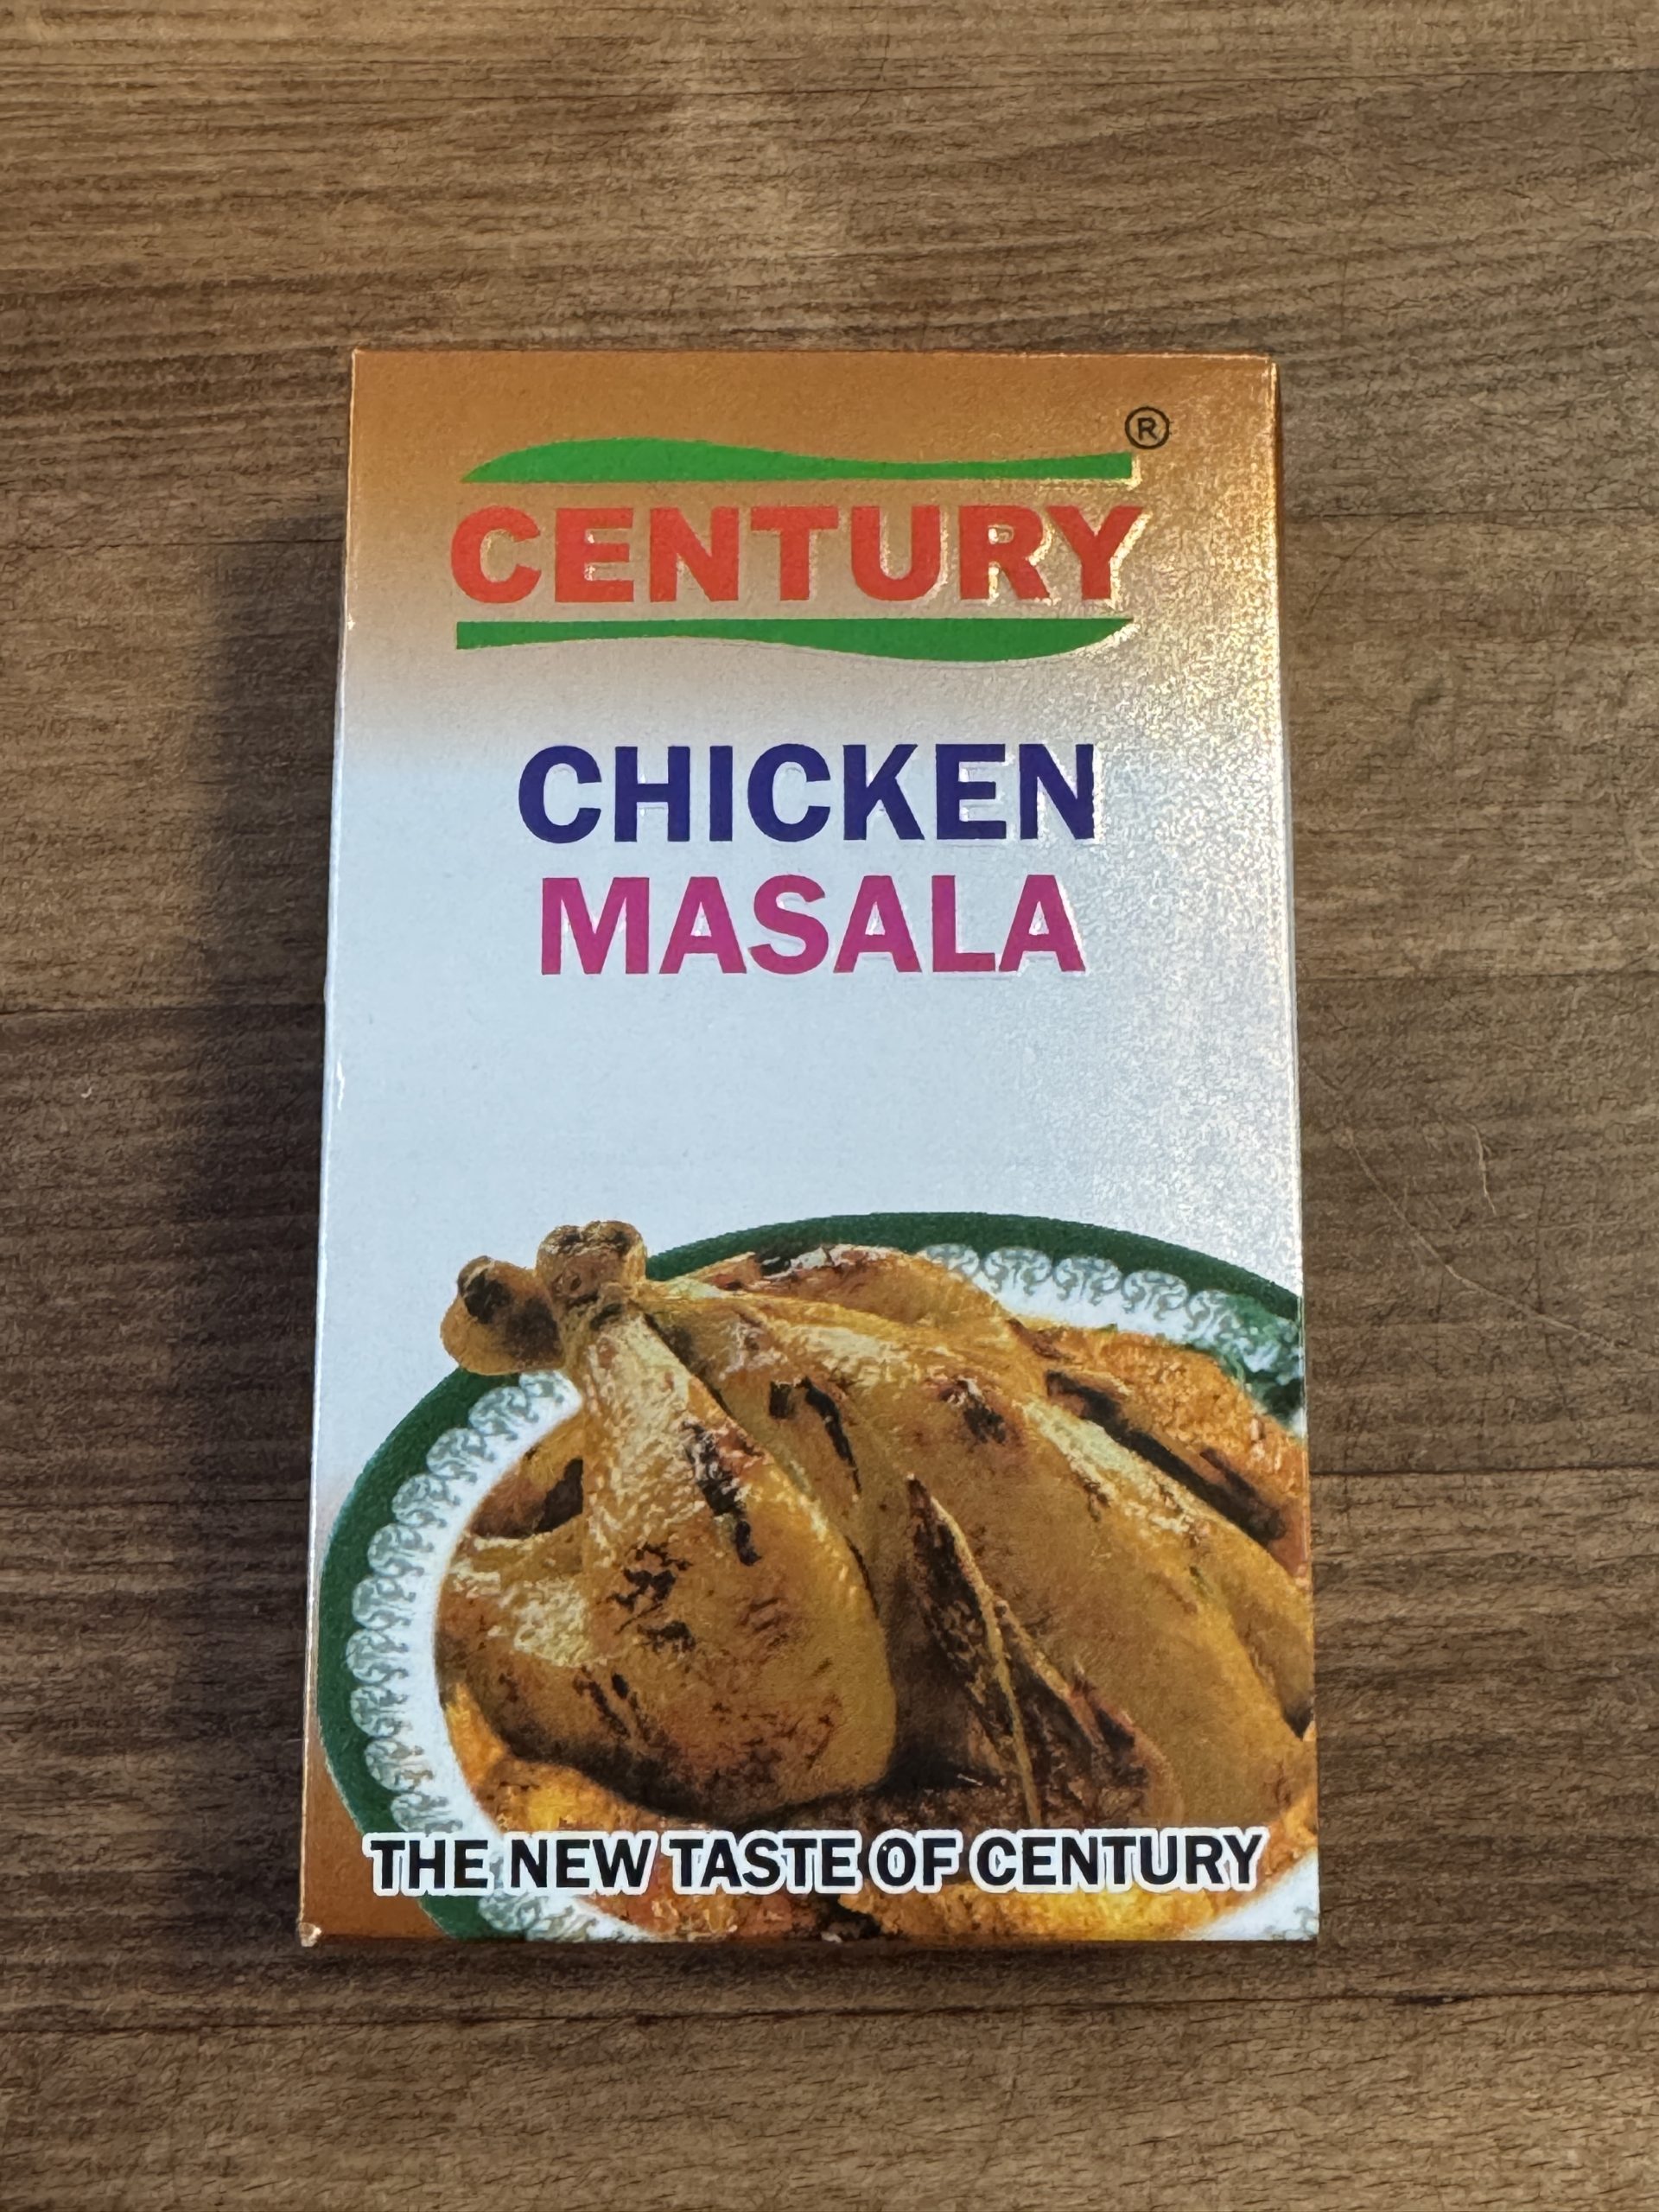 ®
CENTURY
CHICKEN
MASALA
THE NEW TASTE OF CENTURY